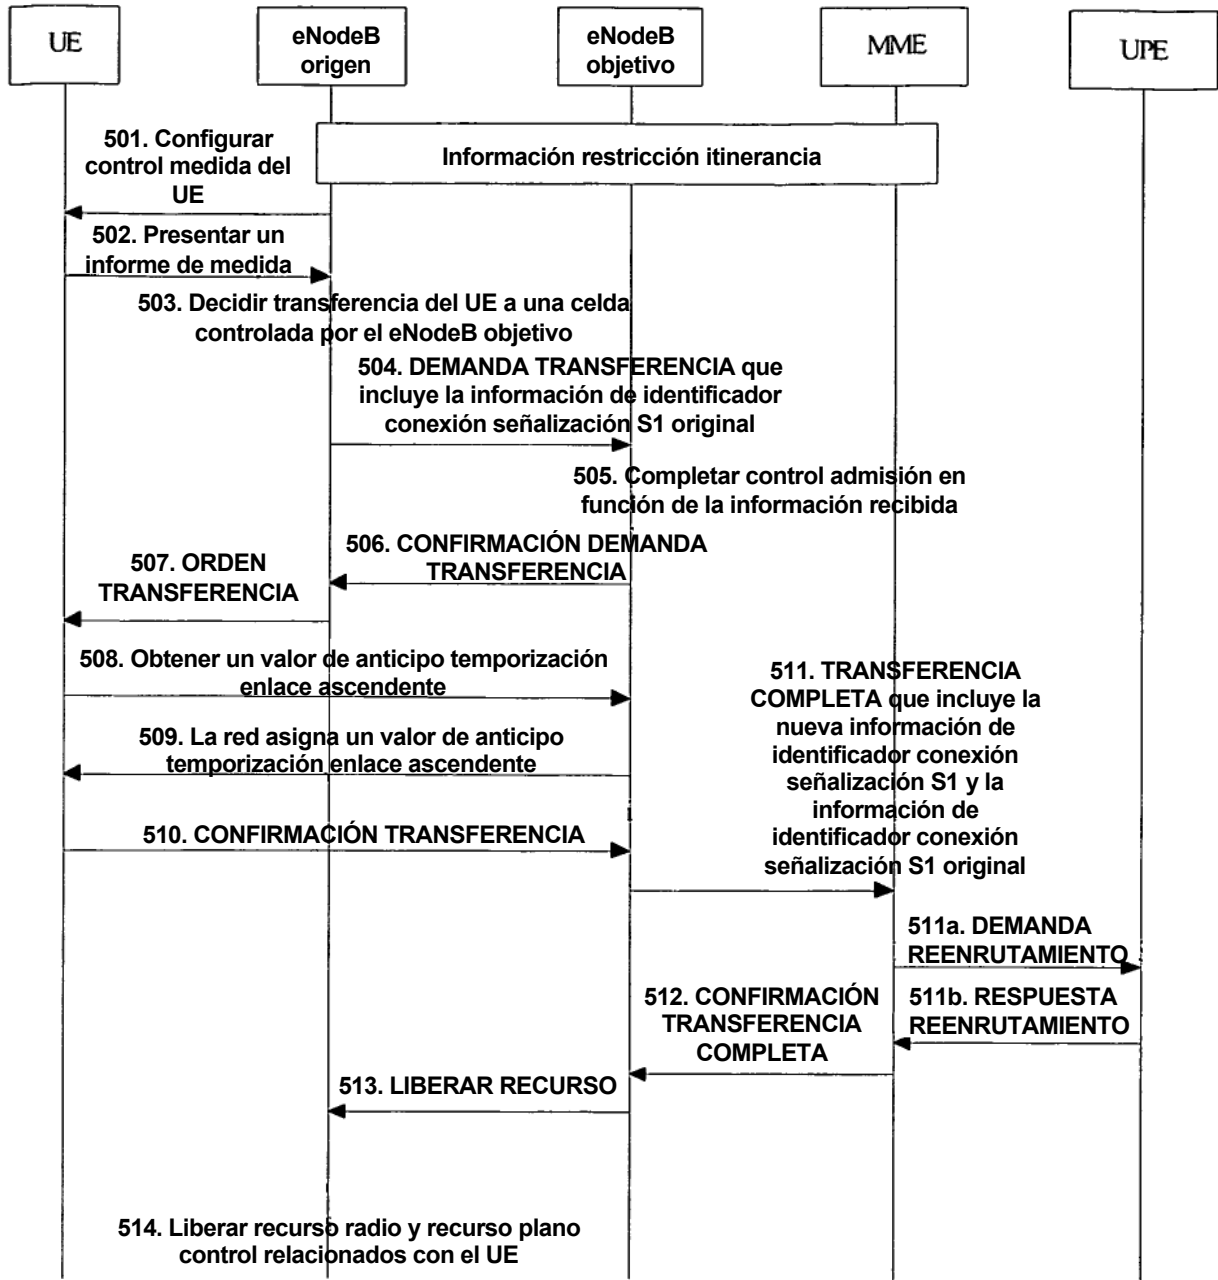 UE
eNodeB
origen
eNodeB
objetivo
MME
UPE
Información restricción itinerancia
501. Configurar
control medida del
UE
502. Presentar un
informe de medida
503. Decidir transferencia del UE a una celda
controlada por el eNodeB objetivo
504. DEMANDA TRANSFERENCIA que
incluye la información de identificador
conexión señalización S1 original
505. Completar control admisión en
función de la información recibida
506. CONFIRMACIÓN DEMANDA
TRANSFERENCIA
507. ORDEN
TRANSFERENCIA
508. Obtener un valor de anticipo temporización
enlace ascendente
509. La red asigna un valor de anticipo
temporización enlace ascendente
510. CONFIRMACIÓN TRANSFERENCIA
511. TRANSFERENCIA
COMPLETA que incluye la
nueva información de
identificador conexión
señalización S1 y la
información de
identificador conexión
señalización S1 original
511a. DEMANDA
REENRUTAMIENTO
511b. RESPUESTA
REENRUTAMIENTO
512. CONFIRMACIÓN
TRANSFERENCIA
COMPLETA
513. LIBERAR RECURSO
514. Liberar recurso radio y recurso plano
control relacionados con el UE